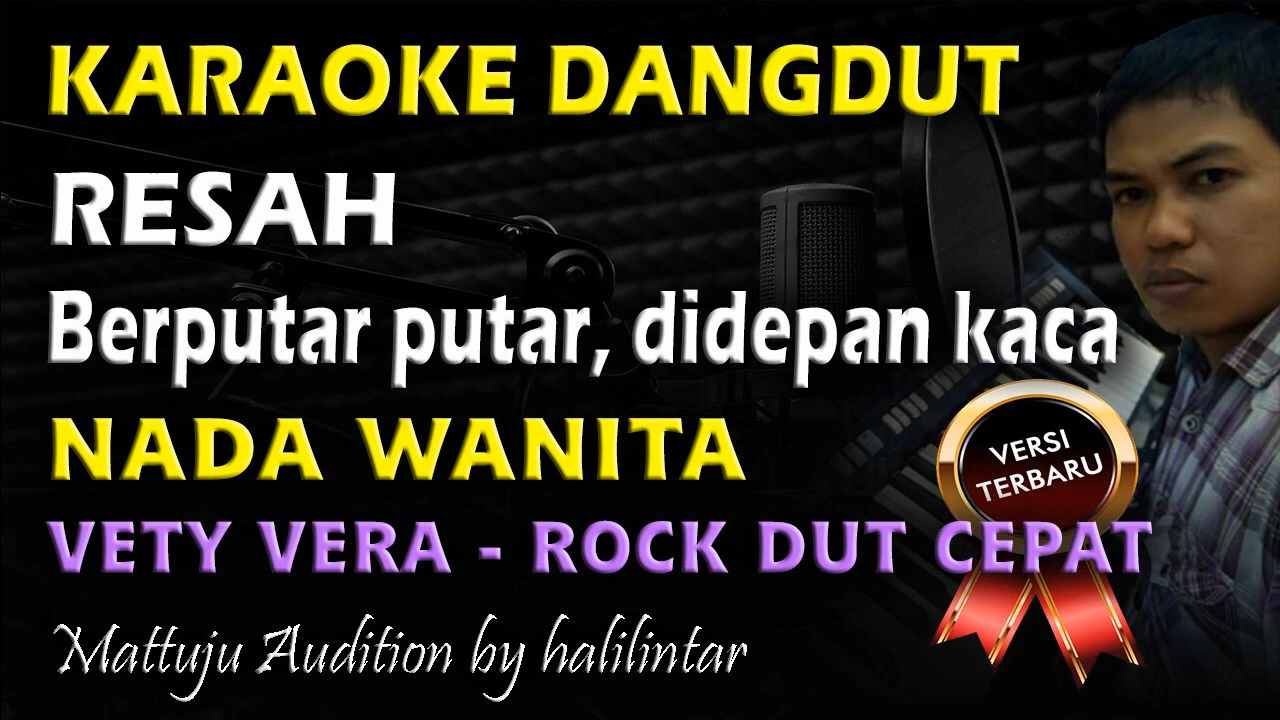 KARAOKE DANGDUT
RESAH
Berputar putar, didepan kaca
NADA WANITA
VERSI
TERBARU
VETY VERA - ROCK DUT CEPAT
Mattuju Audition by halilintar